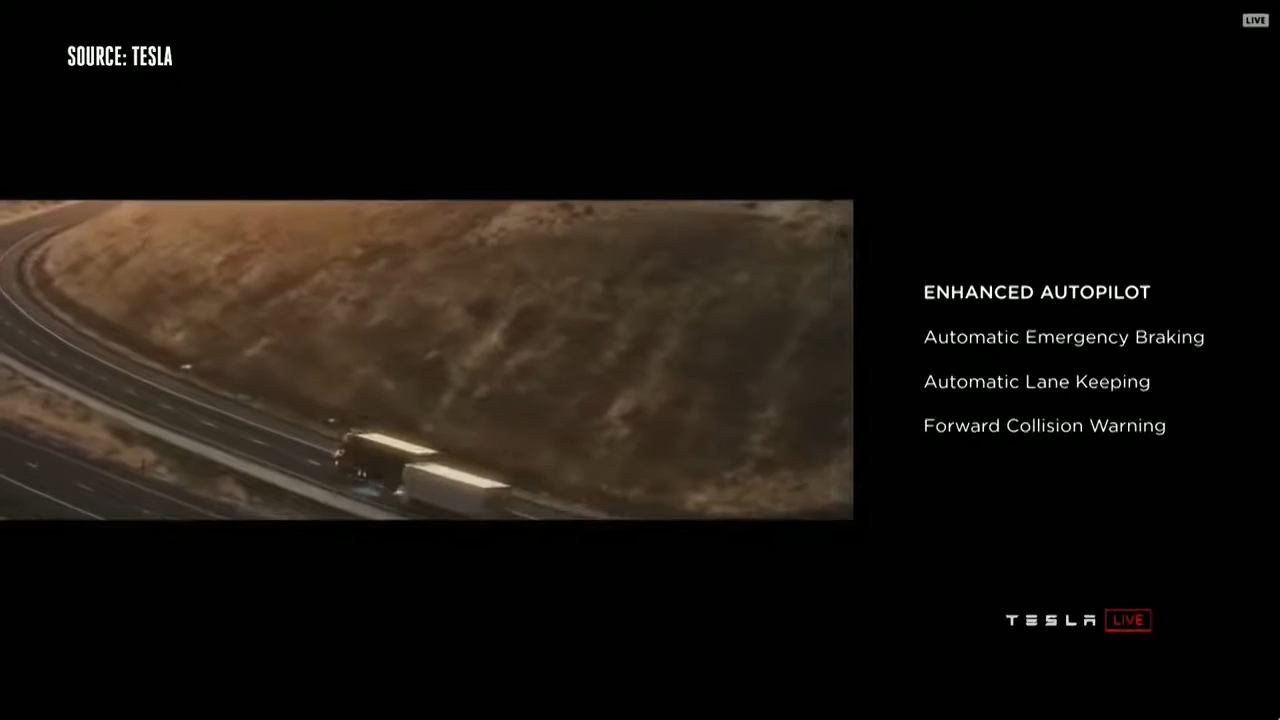 LIVE
SOURCE: TESLA
ENHANCED AUTOPILOT
Automatic Emergency Braking
Automatic Lane Keeping
Forward Collision Warning
TESLA LIVE